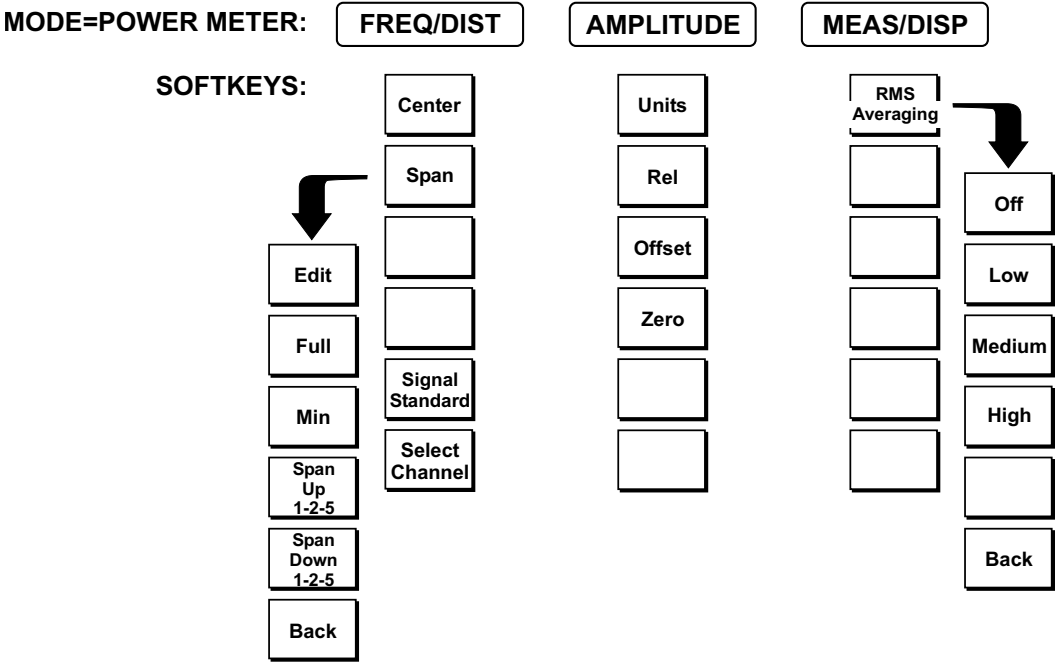 MODE=POWER METER:
FREQ/DIST
AMPLITUDE
MEAS/DISP
SOFTKEYS:
Center
Span
Signal
Standard
Select
Channel
Edit
Full
Min
Span
Up
1-2-5
Span
Down
1-2-5
Back
Units
Rel
Offset
Zero
RMS
Averaging
Off
Low
Medium
High
Back